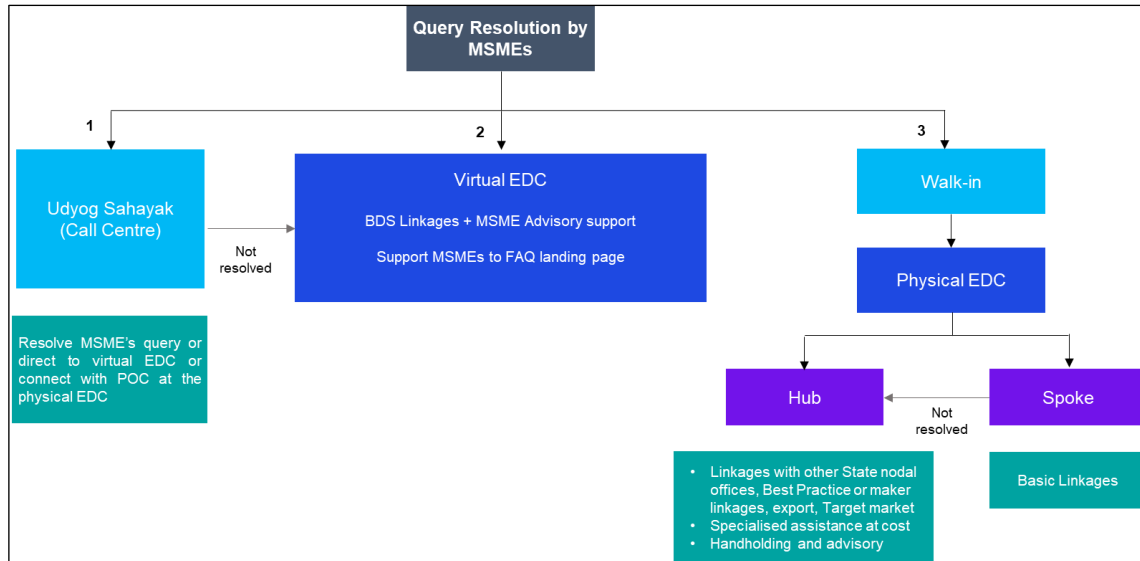 Query Resolution by
MSMEs
1
2
3
Udyog Sahayak
(Call Centre)
Not
resolved
Virtual EDC
BDS Linkages + MSME Advisory support
Support MSMEs to FAQ landing page
Walk-in
Physical EDC
Resolve MSME's query or
direct to virtual EDC or
connect with POC at the
physical EDC
Hub
Not
resolved
Spoke
• Linkages with other State nodal
offices, Best Practice or maker
linkages, export, Target market
• Specialised assistance at cost
• Handholding and advisory
Basic Linkages